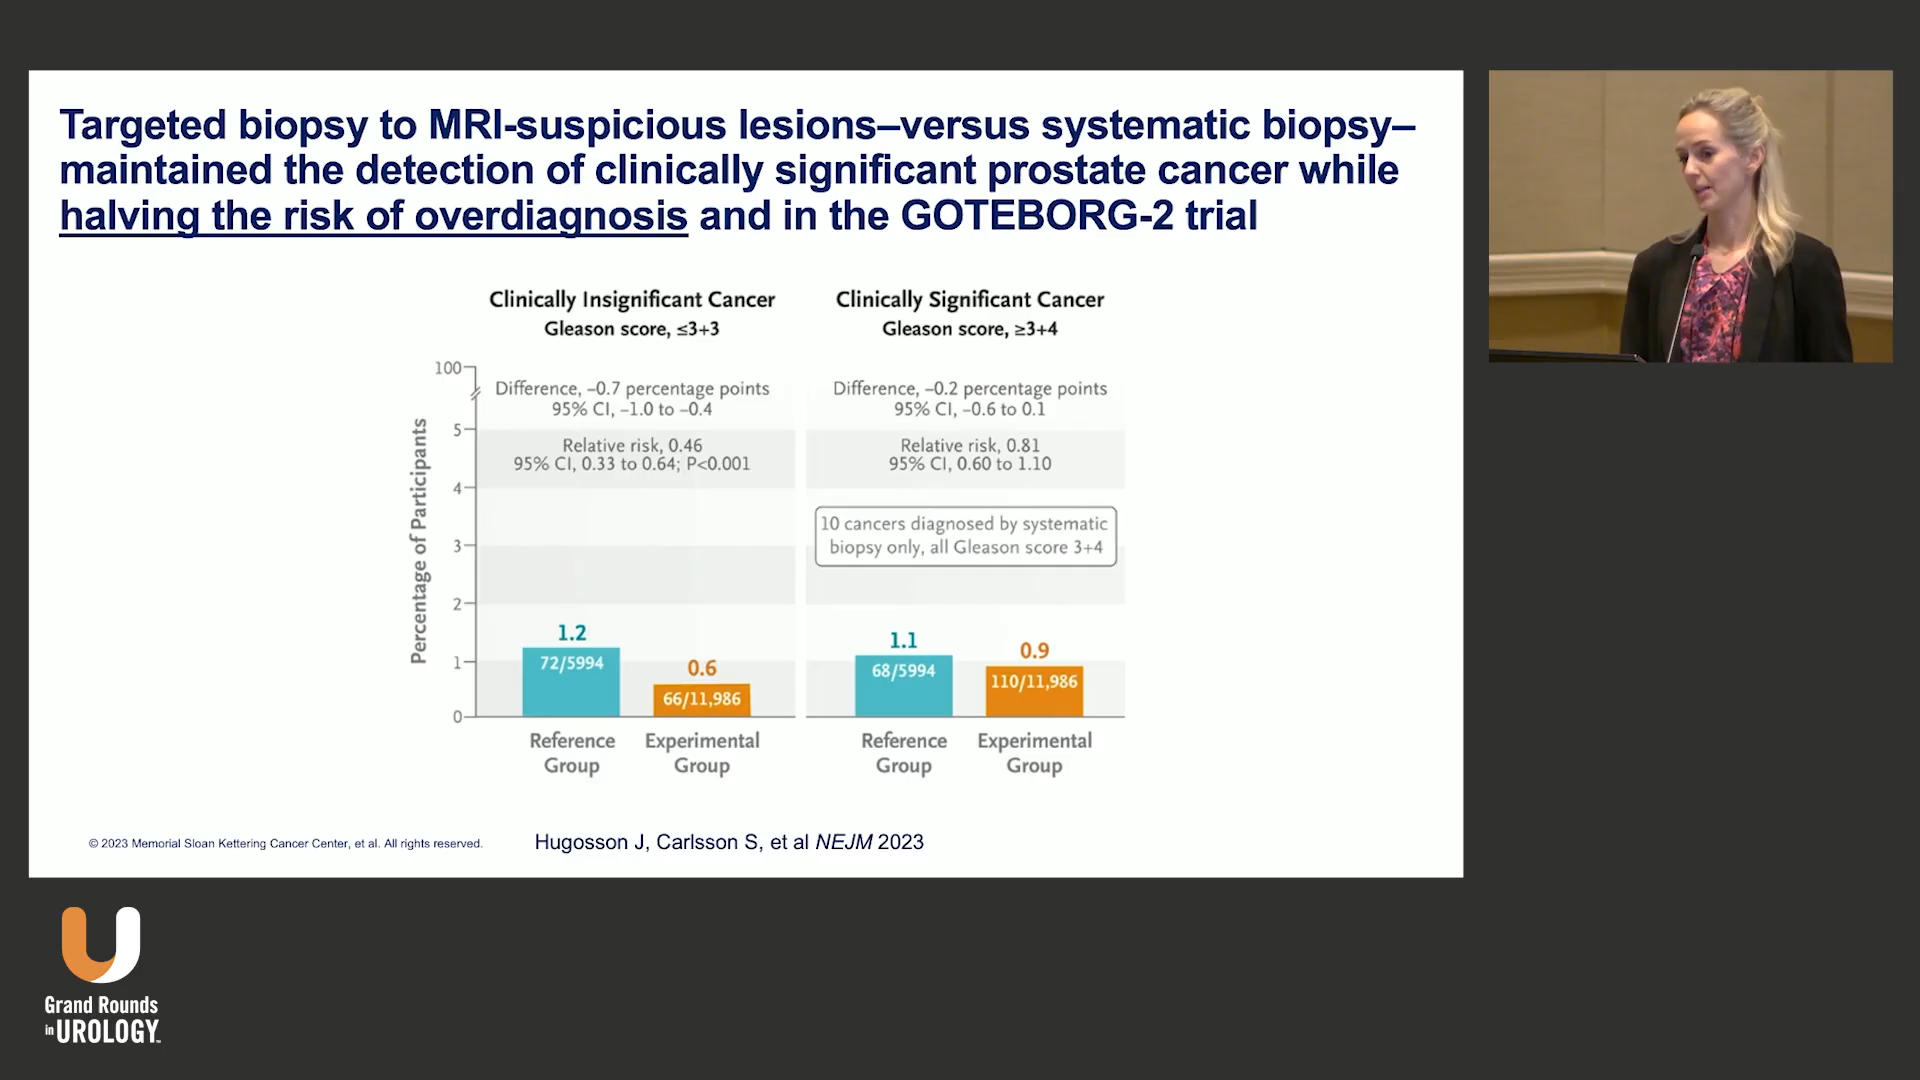 Targeted biopsy to MRI-suspicious lesions–versus systematic biopsy–
maintained the detection of clinically significant prostate cancer while
halving the risk of overdiagnosis and in the GOTEBORG-2 trial
Clinically Insignificant Cancer
Gleason score, ≤3+3
Clinically Significant Cancer
Gleason score, ≥3+4
Percentage of Participants
100
5
4
3
2
1
0
Difference, –0.7 percentage points
95% CI, –1.0 to –0.4
Relative risk, 0.46
95% CI, 0.33 to 0.64; P<0.001
1.2
72/5994
0.6
66/11,986
Reference
Group
Experimental
Group
Difference, –0.2 percentage points
95% CI, –0.6 to 0.1
Relative risk, 0.81
95% CI, 0.60 to 1.10
10 cancers diagnosed by systematic
biopsy only, all Gleason score 3+4
1.1
68/5994
0.9
110/11,986
Reference
Group
Experimental
Group
© 2023 Memorial Sloan Kettering Cancer Center, et al. All rights reserved.
Hugosson J, Carlsson S, et al NEJM 2023
Grand Rounds
in UROLOGY™